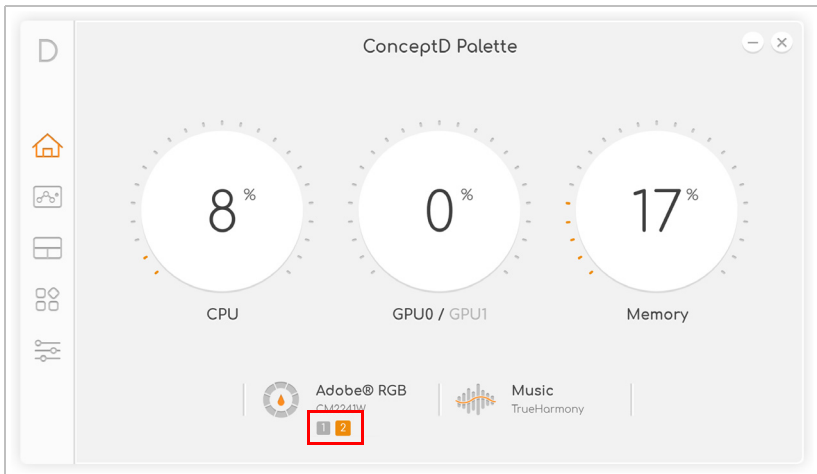 D
ConceptD Palette
8 %
0 %
17 %
CPU
GPU0 / GPU1
Memory
Adobe® RGB
CM2241W
1 2
Music
TrueHarmony